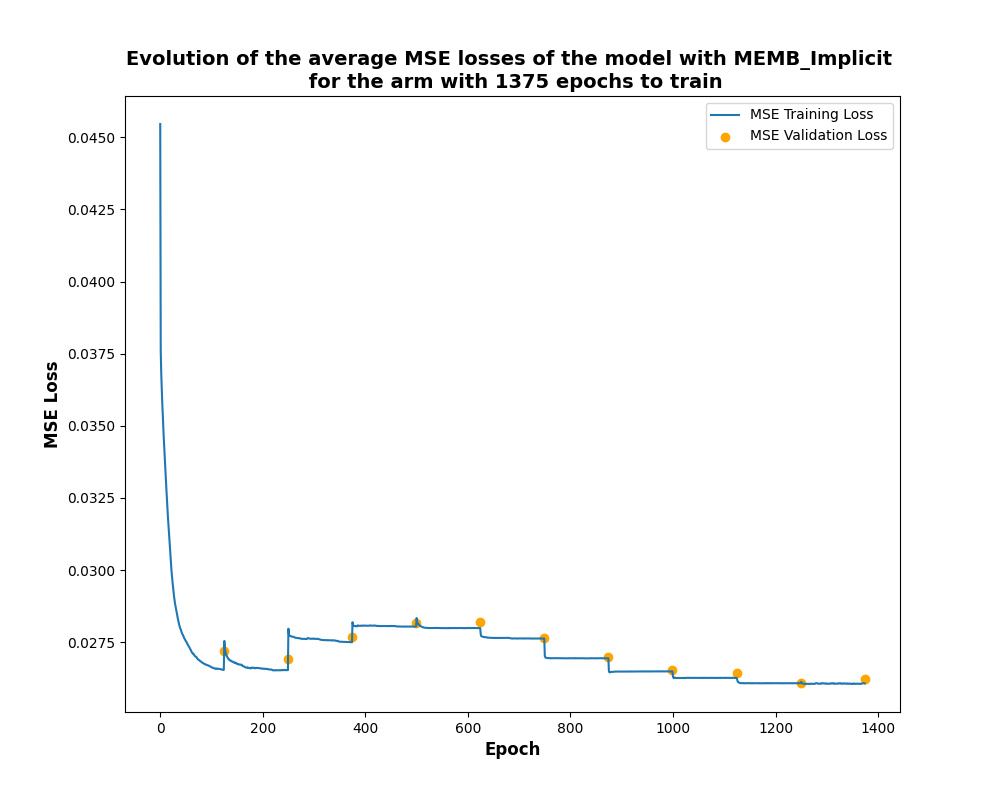 Evolution of the average MSE losses of the model with MEMB_Implicit
for the arm with 1375 epochs to train
MSE Training Loss
MSE Validation Loss
0.0450
0.0425
0.0400
0.0375
0.0350
0.0325
0.0300
0.0275
MSE Loss
0 200 400 600 800 1000 1200 1400
Epoch